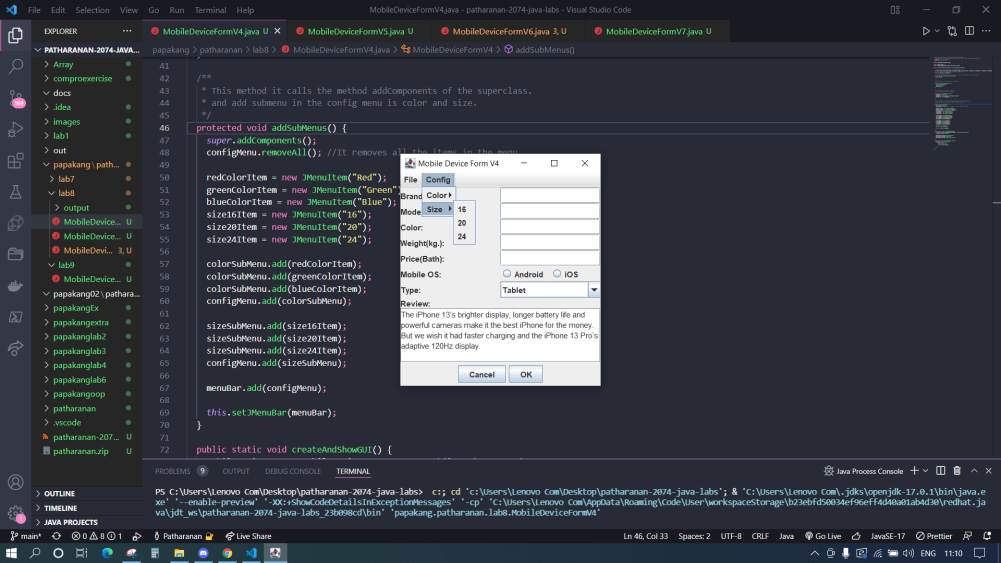 File Edit Selection View Go Run Terminal Help
MobileDeviceFormV4.java - patharanan-2074-java-labs - Visual Studio Code
EXPLORER
MobileDeviceFormV4.java U
MobileDeviceFormV5.java U
MobileDeviceFormV6.java 3, U
MobileDeviceFormV7.java U
PATHARANAN-2074-JAVA...
papakang > patharanan > lab8 > MobileDeviceFormV4.java > MobileDeviceFormV4 > addSubMenus()
Array
comproexercise
docs
.idea
images
lab1
out
papakang \ path...
lab7
lab8
output
MobileDevice... U
MobileDevice... U
MobileDevi... 3, U
lab9
MobileDevice... U
papakang02 \ pathara...
papakangEx
papakangextra
papakanglab2
papakanglab3
papakanglab4
papakanglab6
papakangoop
patharanan
.vscode
patharanan-207... U
patharanan.zip U
OUTLINE
TIMELINE
JAVA PROJECTS
41
42 /**
43 * This method it calls the method addComponents of the superclass.
44 * and add submenu in the config menu is color and size.
45 */
46 protected void addSubMenus() {
47 super.addComponents();
48 configMenu.removeAll(); //It removes all the items in the menu
49
50 redColorItem = new JMenuItem("Red");
51 greenColorItem = new JMenuItem("Green")
52 blueColorItem = new JMenuItem("Blue");
53 size16Item = new JMenuItem("16");
54 size20Item = new JMenuItem("20");
55 size24Item = new JMenuItem("24");
56
57 colorSubMenu.add(redColorItem);
58 colorSubMenu.add(greenColorItem);
59 colorSubMenu.add(blueColorItem);
60 configMenu.add(colorSubMenu);
61
62 sizeSubMenu.add(size16Item);
63 sizeSubMenu.add(size20Item);
64 sizeSubMenu.add(size24Item);
65 configMenu.add(sizeSubMenu);
66
67 menuBar.add(configMenu);
68
69 this.setJMenuBar(menuBar);
70 }
71
72 public static void createAndShowGUI() {
Mobile Device Form V4
File Config
Color
Size
16
20
24
Brand
Mode
Color:
Weight(kg.):
Price(Bath):
Mobile OS: Android iOS
Type: Tablet
Review:
The iPhone 13's brighter display, longer battery life and
powerful cameras make it the best iPhone for the money.
But we wish it had faster charging and the iPhone 13 Pro's
adaptive 120Hz display.
Cancel OK
PROBLEMS 9 OUTPUT DEBUG CONSOLE TERMINAL
Java Process Console
PS C:\Users\Lenovo Com\Desktop\patharanan-2074-java-labs> c:; cd 'c:\Users\Lenovo Com\Desktop\patharanan-2074-java-labs'; & 'C:\Users\Lenovo Com\.jdks\openjdk-17.0.1\bin\java.e
xe' '--enable-preview' '-XX:+ShowCodeDetailsInExceptionMessages' '-cp' 'C:\Users\Lenovo Com\AppData\Roaming\Code\User\workspaceStorage\b23ebfd50034ef96eff4d40a01ab4d30\redhat.ja
va\jdt_ws\patharanan-2074-java-labs_23b098cd\bin' 'papakang.patharanan.lab8.MobileDeviceFormV4'
main* 0 8 1 Patharanan Live Share
Ln 46, Col 33 Spaces: 2 UTF-8 CRLF Java Go Live JavaSE-17 Prettier
ENG 11:10